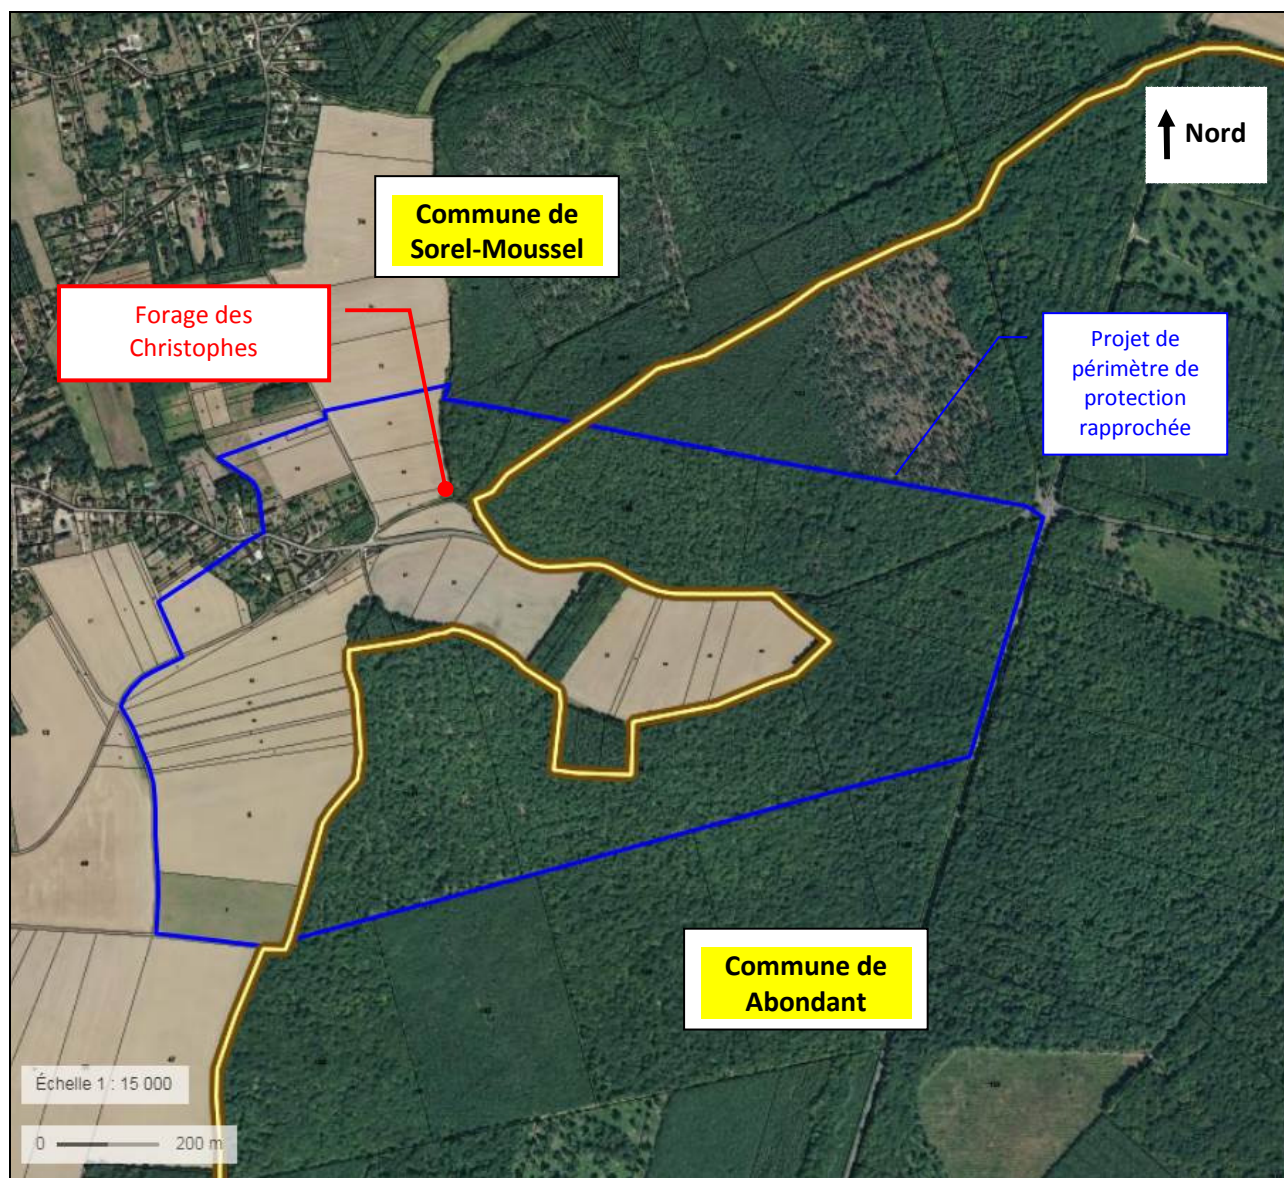 Nord
Commune de
Sorel-Moussel
Forage des
Christophes
Projet de
périmètre de
protection
rapprochée
Commune de
Abondant
Échelle 1 : 15 000
0 200 m